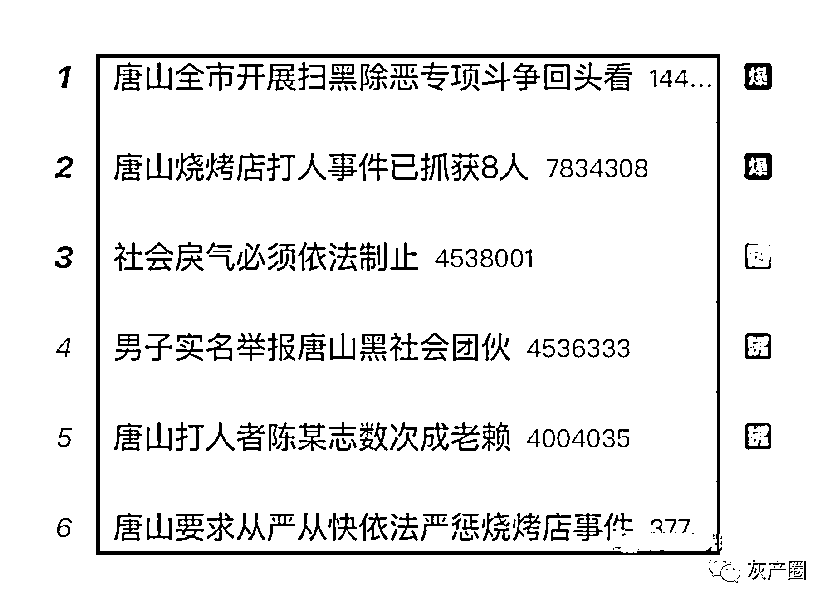 1 唐山全市开展扫黑除恶专项斗争回头看 144... 爆
2 唐山烧烤店打人事件已抓获8人 7834308 爆
3 社会戾气必须依法制止 4538001
4 男子实名举报唐山黑社会团伙 4536333
5 唐山打人者陈某志数次成老赖 4004035
6 唐山要求从严从快依法严惩烧烤店事件 377
灰产圈